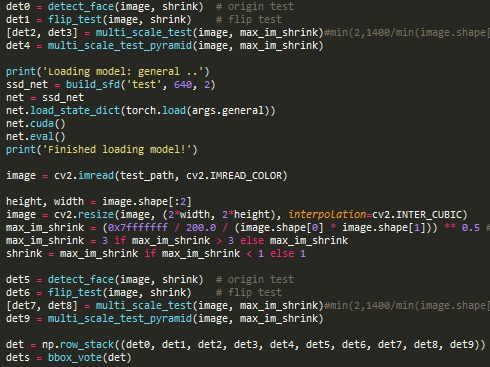 det0 = detect_face(image, shrink)  # origin test
det1 = flip_test(image, shrink)    # flip test
[det2, det3] = multi_scale_test(image, max_im_shrink)#min(2,1400/min(image.shape[
det4 = multi_scale_test_pyramid(image, max_im_shrink)
print('Loading model: general ..')
ssd_net = build_sfd('test', 640, 2)
net = ssd_net
net.load_state_dict(torch.load(args.general))
net.cuda()
net.eval()
print('Finished loading model!')
image = cv2.imread(test_path, cv2.IMREAD_COLOR)
height, width = image.shape[:2]
image = cv2.resize(image, (2*width, 2*height), interpolation=cv2.INTER_CUBIC)
max_im_shrink = (0x7fffffff / 200.0 / (image.shape[0] * image.shape[1])) ** 0.5 #
max_im_shrink = 3 if max_im_shrink > 3 else max_im_shrink
shrink = max_im_shrink if max_im_shrink < 1 else 1
det5 = detect_face(image, shrink)  # origin test
det6 = flip_test(image, shrink)    # flip test
[det7, det8] = multi_scale_test(image, max_im_shrink)#min(2,1400/min(image.shape[
det9 = multi_scale_test_pyramid(image, max_im_shrink)
det = np.row_stack((det0, det1, det2, det3, det4, det5, det6, det7, det8, det9))
dets = bbox_vote(det)